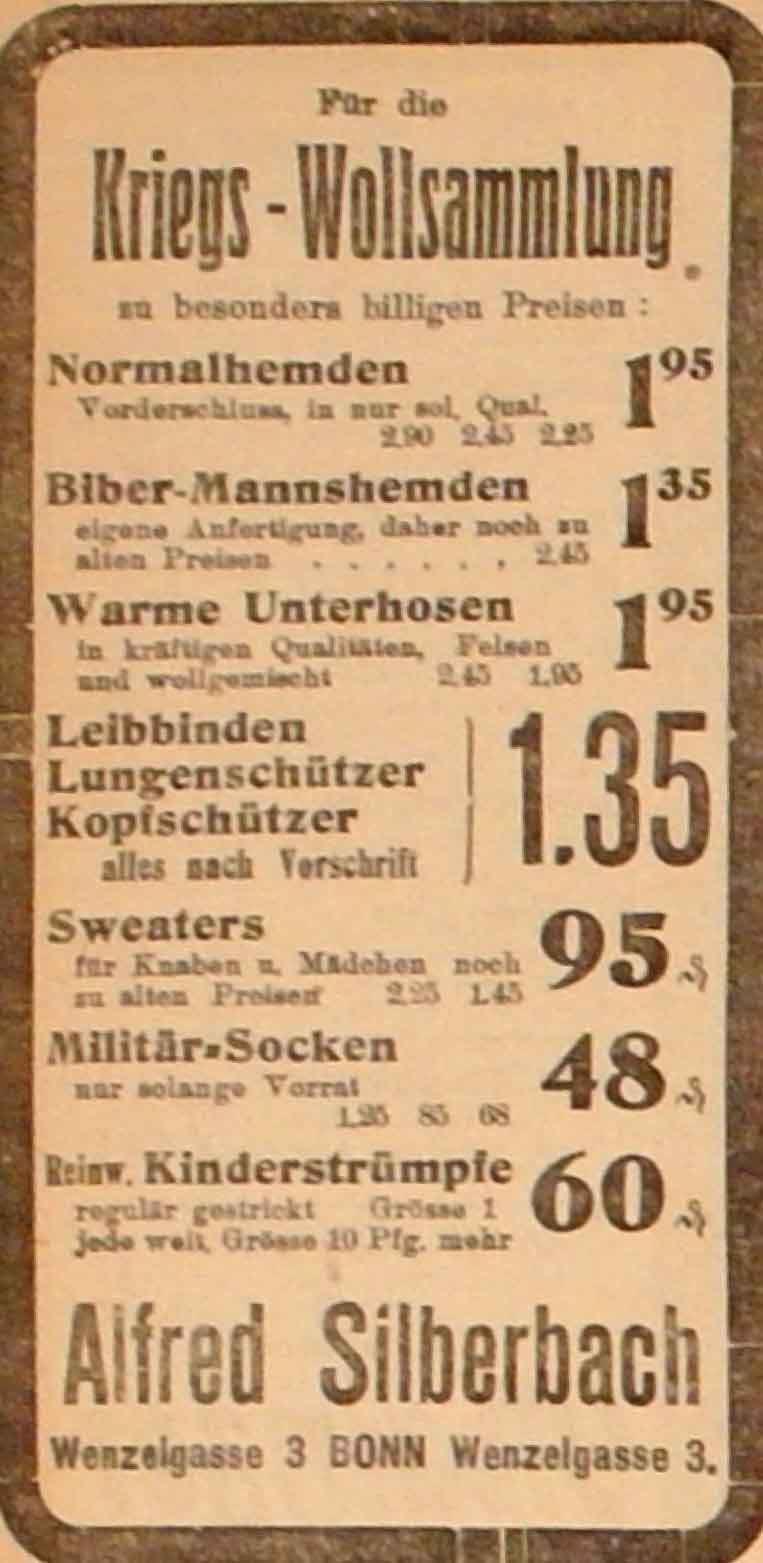 Für die
Kriegs-Wollsammlung
zu besonders billigen Preisen:
Normalhemden 1 95
Vorderschluss, in nur sol. Qual.
2.90 2.45 2.25
Biber-Mannshemden 1 35
eigene Anfertigung, daher noch zu
alten Preisen . . . . . . 2.45
Warme Unterhosen 1 95
in kräftigen Qualitäten, Felsen
und wollgemischt 2.45 1.95
Leibbinden
Lungenschützer 1.35
Kopfschützer
alles nach Vorschrift
Sweaters 95 ₰
für Knaben u. Mädchen noch
zu alten Preisen 2.25 1.45
Militär-Socken 48 ₰
nur solange Vorrat
1.25 85 68
Reinw. Kinderstrümpfe 60 ₰
regulär gestrickt Grösse 1
jede weit. Grösse 10 Pfg. mehr
Alfred Silberbach
Wenzelgasse 3 BONN Wenzelgasse 3.